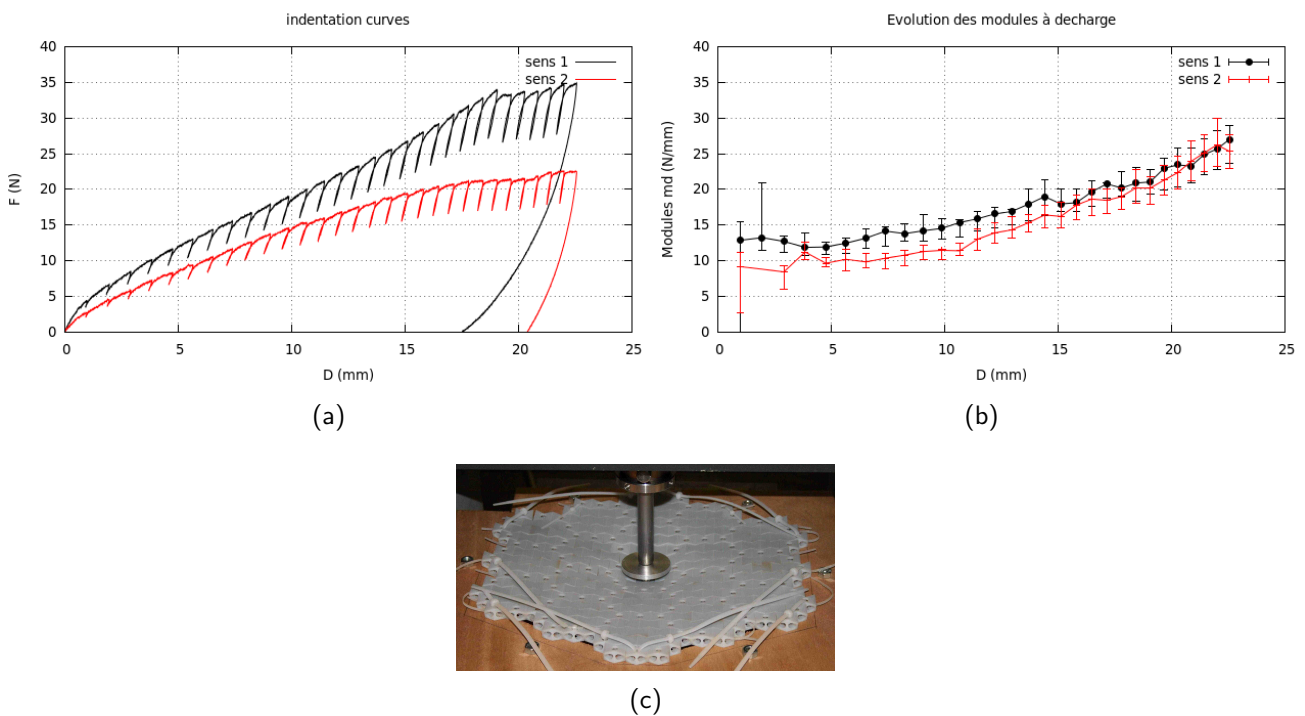 indentation curves
40
35
30
25
20
15
10
5
0
F (N)
sens 1
sens 2
0 5 10 15 20 25
D (mm)
(a)
Evolution des modules à decharge
40
35
30
25
20
15
10
5
0
Modules md (N/mm)
sens 1
sens 2
0 5 10 15 20 25
D (mm)
(b)
(c)